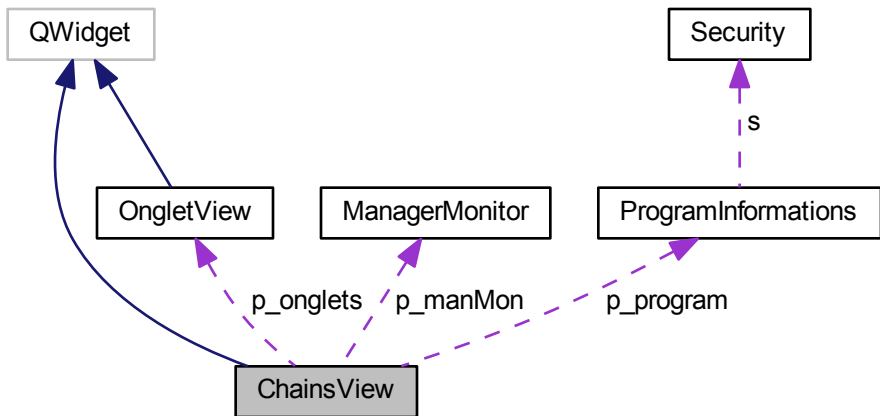 QWidget
Security
s
OngletView
ManagerMonitor
ProgramInformations
p_onglets
p_manMon
p_program
ChainsView